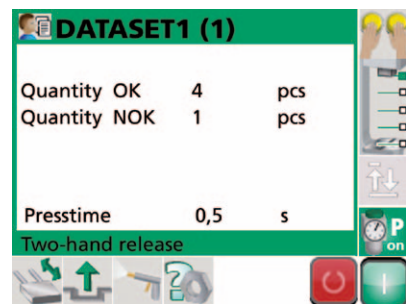 DATASET1 (1)
Quantity OK 4 pcs
Quantity NOK 1 pcs
Presstime 0,5 s
Two-hand release
P
on